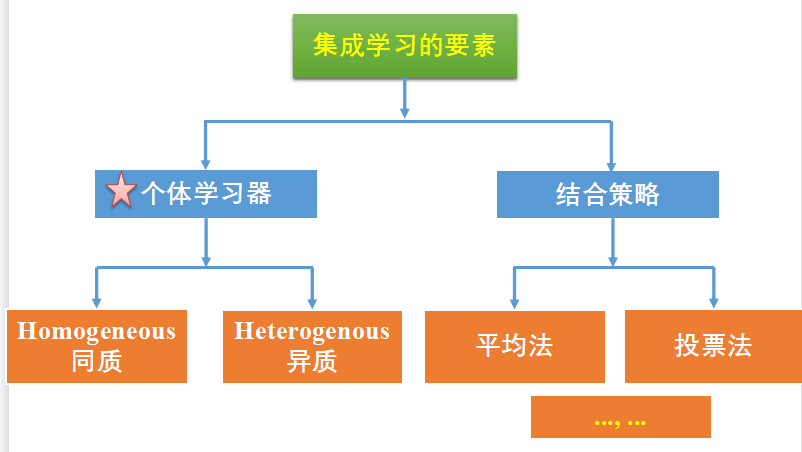 集成学习的要素
个体学习器
结合策略
Homogeneous
同质
Heterogenous
异质
平均法
投票法
..., ...